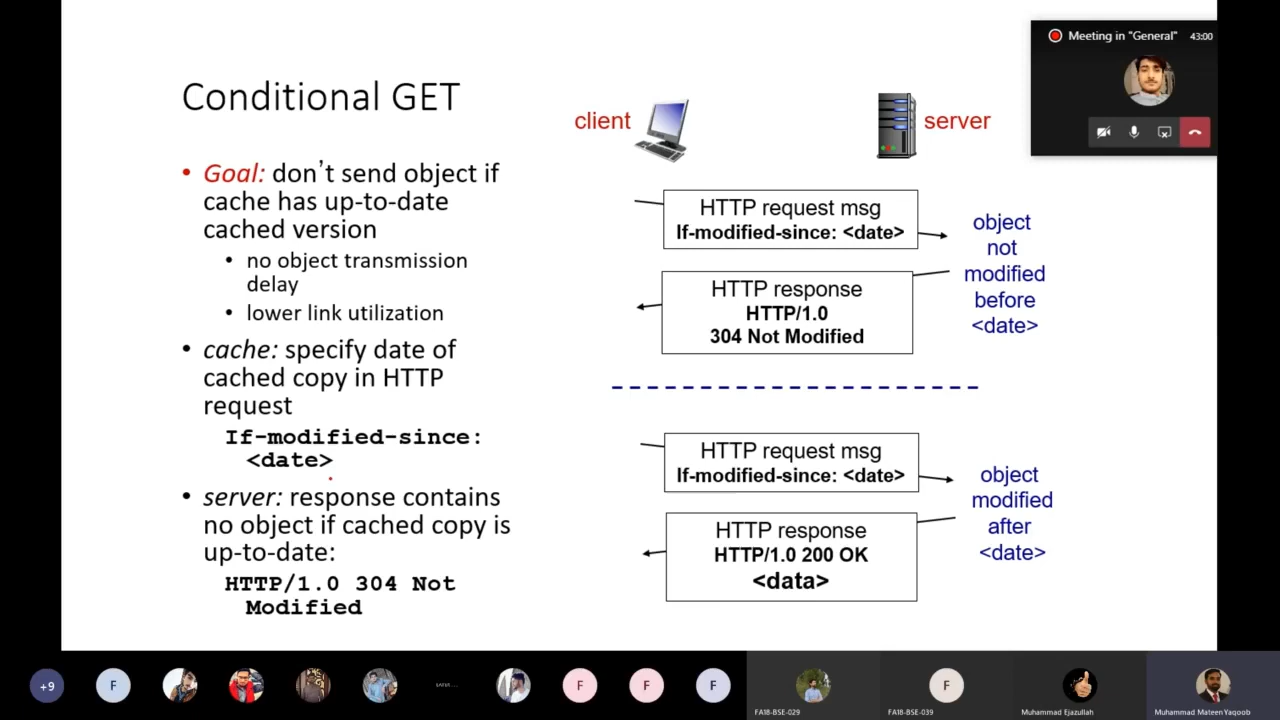 Meeting in "General" 43:00
Conditional GET
client
server
• Goal: don't send object if
cache has up-to-date
cached version
• no object transmission
delay
• lower link utilization
• cache: specify date of
cached copy in HTTP
request
If-modified-since:
<date>
• server: response contains
no object if cached copy is
up-to-date:
HTTP/1.0 304 Not
Modified
HTTP request msg
If-modified-since: <date>
object
not
modified
before
<date>
HTTP response
HTTP/1.0
304 Not Modified
HTTP request msg
If-modified-since: <date>
object
modified
after
<date>
HTTP response
HTTP/1.0 200 OK
<data>
+9
F
F
F
F
F
FA18-BSE-029
FA18-BSE-039
Muhammad Ejazullah
Muhammad Mateen Yaqoob